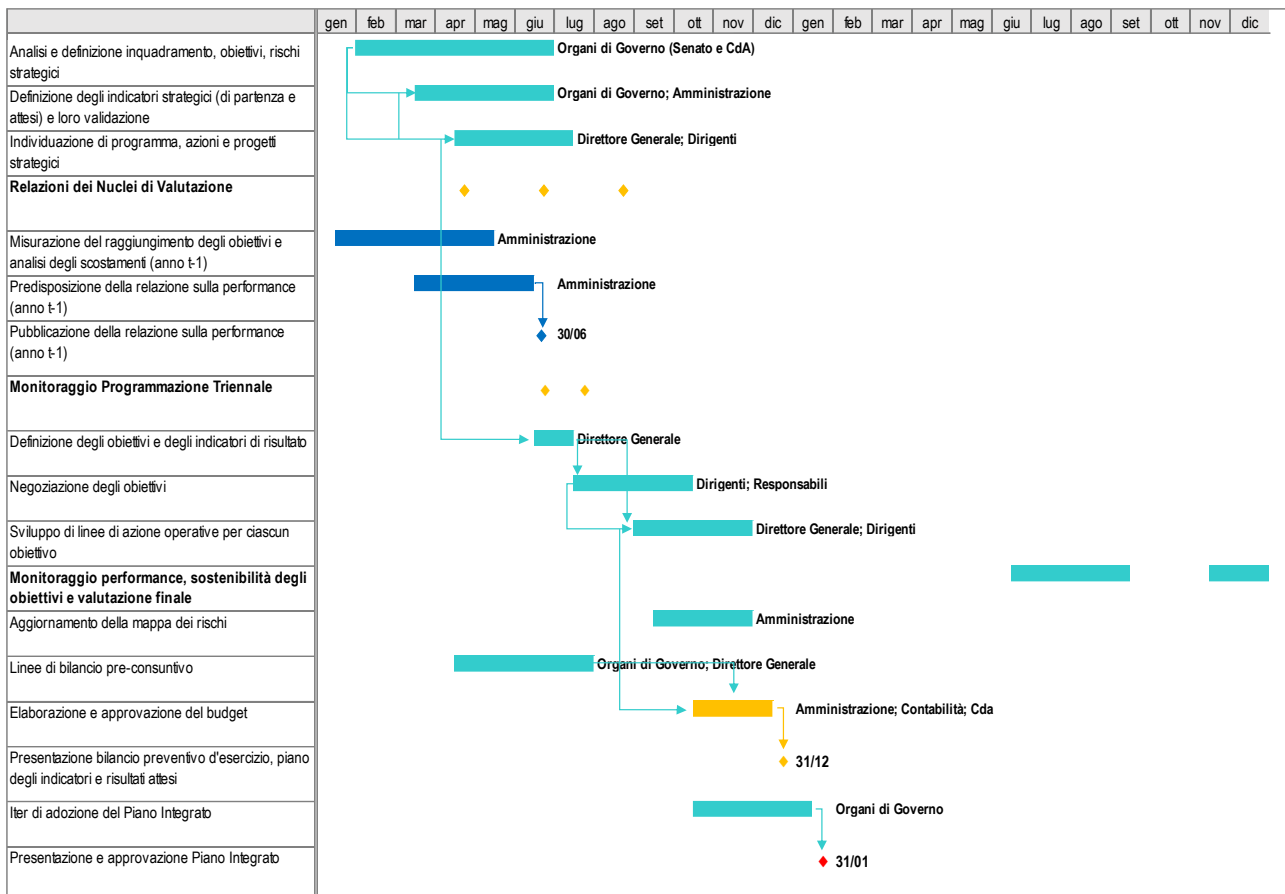 gen feb mar apr mag giu lug ago set ott nov dic gen feb mar apr mag giu lug ago set ott nov dic
Analisi e definizione inquadramento, obiettivi, rischi
strategici
Organi di Governo (Senato e CdA)
Definizione degli indicatori strategici (di partenza e
attesi) e loro validazione
Organi di Governo; Amministrazione
Individuazione di programma, azioni e progetti
strategici
Direttore Generale; Dirigenti
Relazioni dei Nuclei di Valutazione
Misurazione del raggiungimento degli obiettivi e
analisi degli scostamenti (anno t-1)
Amministrazione
Predisposizione della relazione sulla performance
(anno t-1)
Amministrazione
Pubblicazione della relazione sulla performance
(anno t-1)
30/06
Monitoraggio Programmazione Triennale
Definizione degli obiettivi e degli indicatori di risultato
Direttore Generale
Negoziazione degli obiettivi
Dirigenti; Responsabili
Sviluppo di linee di azione operative per ciascun
obiettivo
Direttore Generale; Dirigenti
Monitoraggio performance, sostenibilità degli
obiettivi e valutazione finale
Aggiornamento della mappa dei rischi
Amministrazione
Linee di bilancio pre-consuntivo
Organi di Governo; Direttore Generale
Elaborazione e approvazione del budget
Amministrazione; Contabilità; Cda
Presentazione bilancio preventivo d'esercizio, piano
degli indicatori e risultati attesi
31/12
Iter di adozione del Piano Integrato
Organi di Governo
Presentazione e approvazione Piano Integrato
31/01